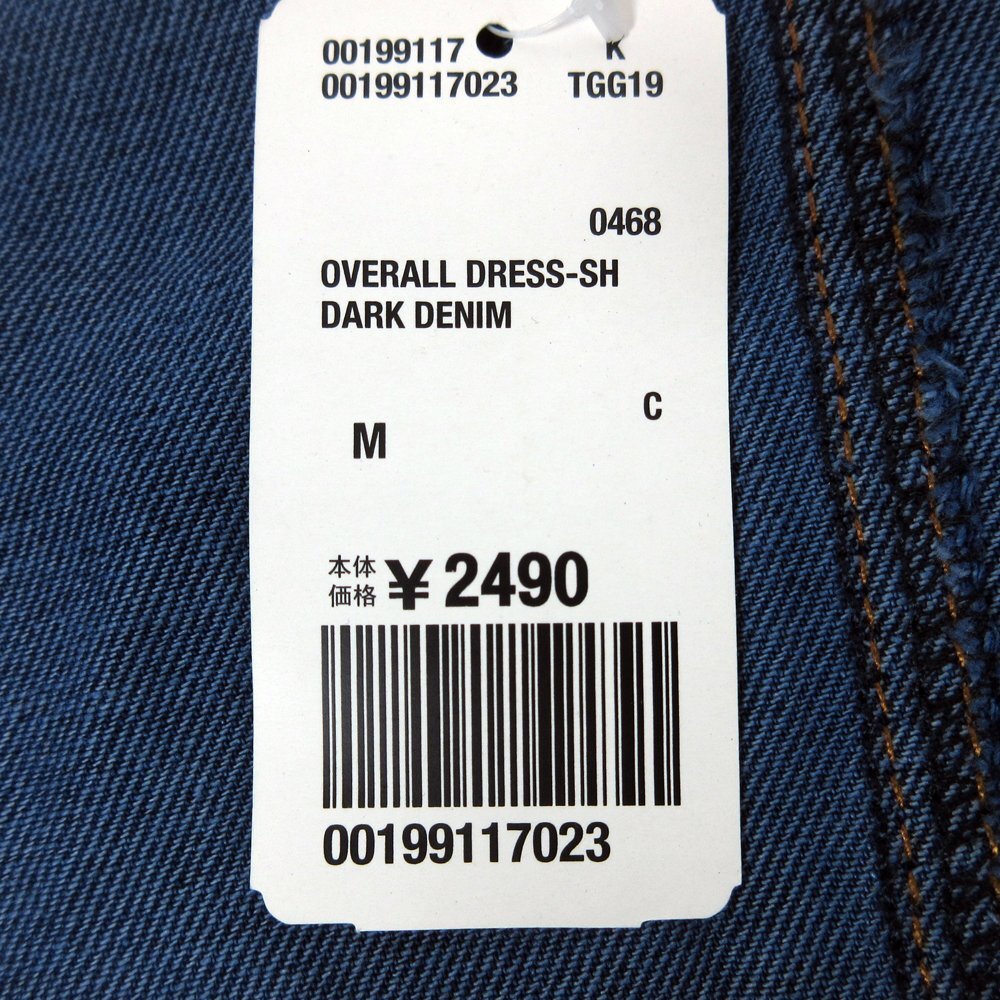 00199117 K
00199117023 TGG19
0468
OVERALL DRESS-SH
DARK DENIM
C
M
本体
価格 ¥2490
00199117023